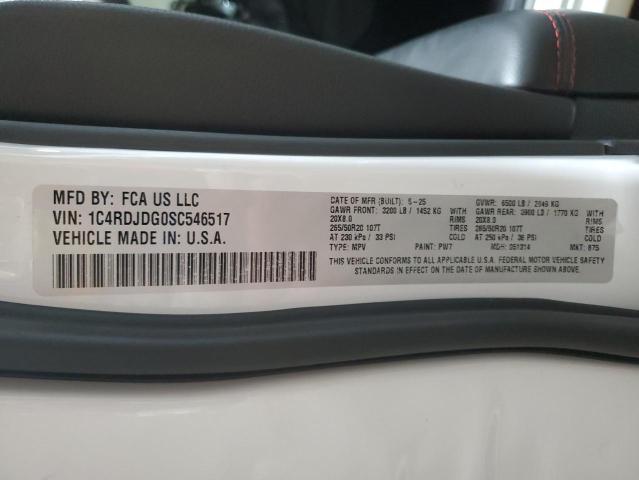 MFD BY: FCA US LLC
VIN: 1C4RDJDG0SC546517
VEHICLE MADE IN: U.S.A.
DATE OF MFR (BUILT): 5-25 GVWR: 6500 LB / 2949 KG
GAWR FRONT: 3200 LB / 1452 KG WITH GAWR REAR: 3900 LB / 1770 KG WITH
20X8.0 RIMS 20X8.0 RIMS
265/50R20 107T TIRES 265/50R20 107T TIRES
AT 230 kPa / 33 PSI COLD AT 250 kPa / 36 PSI COLD
TYPE: MPV PAINT: PW7 MDH: 051314 MKT: 875
THIS VEHICLE CONFORMS TO ALL APPLICABLE U.S.A. FEDERAL MOTOR VEHICLE SAFETY
STANDARDS IN EFFECT ON THE DATE OF MANUFACTURE SHOWN ABOVE.